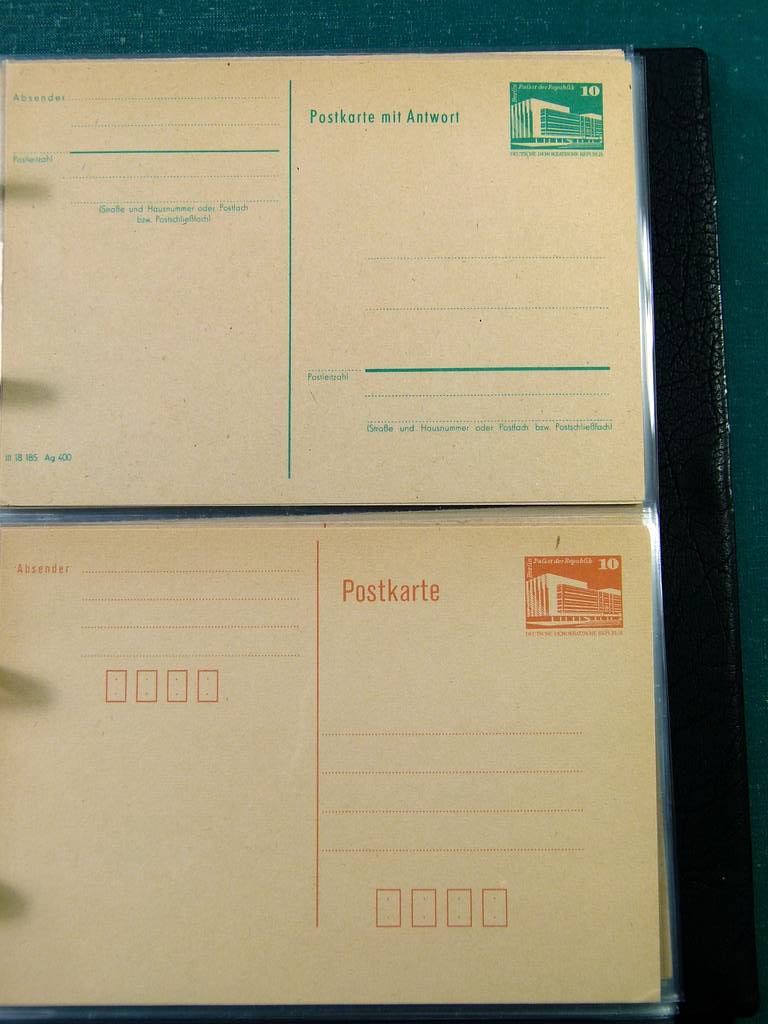 Absender
Postkarte mit Antwort
Berlin
Palast der Republik
10
DEUTSCHE DEMOKRATISCHE REPUBLIK
Postleitzahl
(Straße und Hausnummer oder Postfach
bzw. Postschließfach)
Postleitzahl
(Straße und Hausnummer oder Postfach bzw. Postschließfach)
III 18 185 Ag 400
Absender
Postkarte
Berlin
Palast der Republik
10
DEUTSCHE DEMOKRATISCHE REPUBLIK